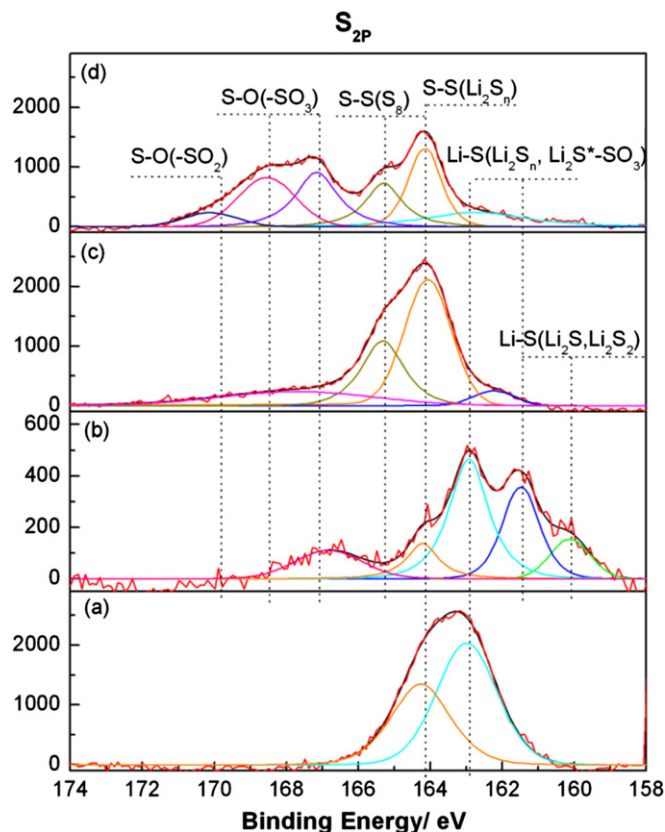 S2P
(d)
2000
1000
0
S-O(-SO3)
S-S(S8)
S-S(Li2Sn)
S-O(-SO2)
Li-S(Li2Sn, Li2S*-SO3)
(c)
3000
2000
1000
0
Li-S(Li2S,Li2S2)
(b)
600
400
200
0
(a)
2000
1000
0
174 172 170 168 166 164 162 160 158
Binding Energy/ eV